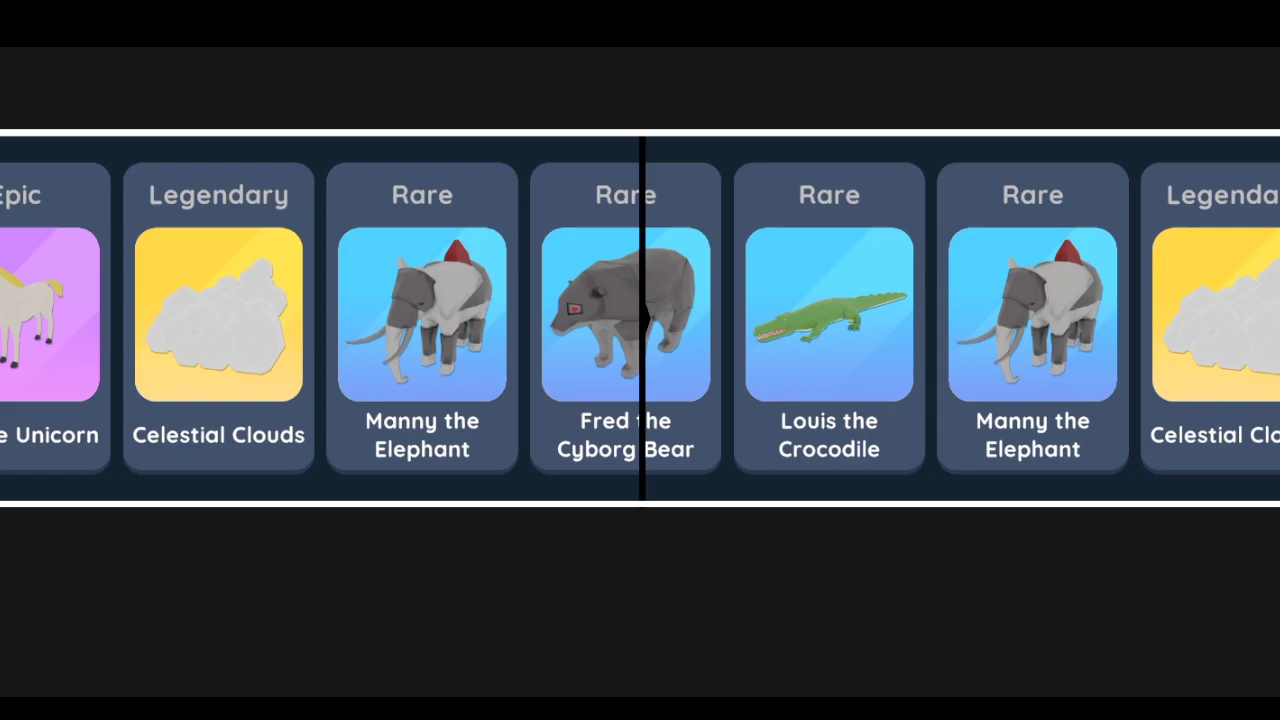 Epic
Legendary
Rare
Rare
Rare
Rare
Legenda
e Unicorn
Celestial Clouds
Manny the
Elephant
Fred the
Cyborg Bear
Louis the
Crocodile
Manny the
Elephant
Celestial Clo